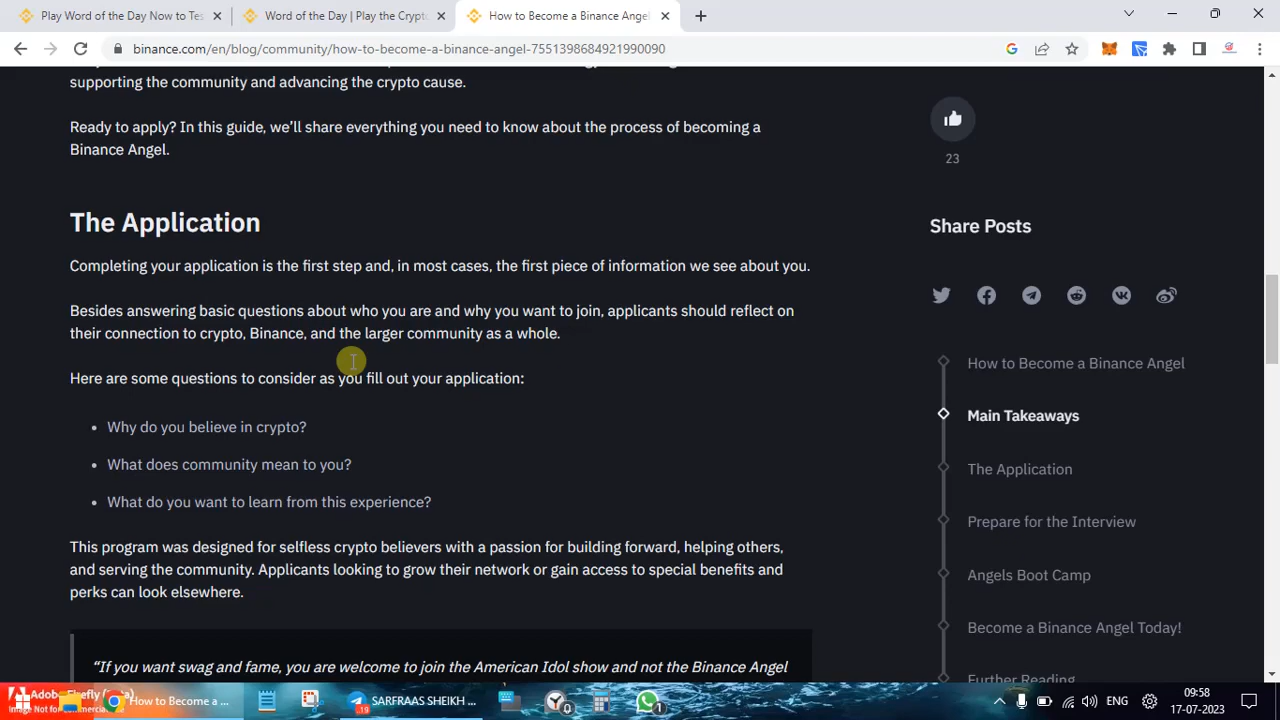 Play Word of the Day Now to Tes
Word of the Day | Play the Crypto
How to Become a Binance Angel
binance.com/en/blog/community/how-to-become-a-binance-angel-7551398684921990090
supporting the community and advancing the crypto cause.
Ready to apply? In this guide, we'll share everything you need to know about the process of becoming a
Binance Angel.
23
The Application
Share Posts
Completing your application is the first step and, in most cases, the first piece of information we see about you.
Besides answering basic questions about who you are and why you want to join, applicants should reflect on
their connection to crypto, Binance, and the larger community as a whole.
Here are some questions to consider as you fill out your application:
• Why do you believe in crypto?
• What does community mean to you?
• What do you want to learn from this experience?
This program was designed for selfless crypto believers with a passion for building forward, helping others,
and serving the community. Applicants looking to grow their network or gain access to special benefits and
perks can look elsewhere.
"If you want swag and fame, you are welcome to join the American Idol show and not the Binance Angel
How to Become a Binance Angel
Main Takeaways
The Application
Prepare for the Interview
Angels Boot Camp
Become a Binance Angel Today!
Further Reading
Adobe Firefly
Image Not for
How to Become a ...
19
SARFRAAS SHEIKH ...
0
1
ENG
09:58
17-07-2023